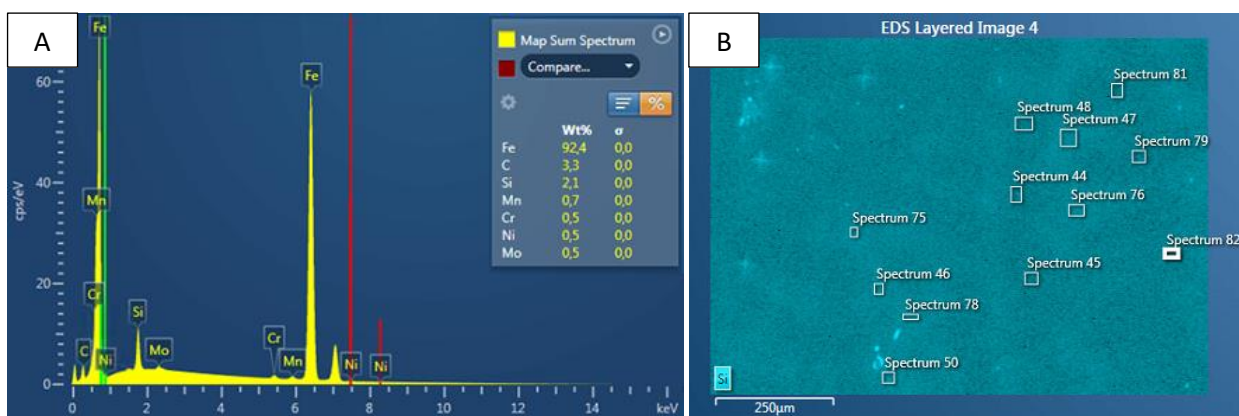 A
Fe
Map Sum Spectrum
Compare...
%
Wt% σ
Fe 92,4 0,0
C 3,3 0,0
Si 2,1 0,0
Mn 0,7 0,0
Cr 0,5 0,0
Ni 0,5 0,0
Mo 0,5 0,0
60
40
20
0
cps/eV
Fe
Mn
Cr
Si
C
Ni
Mo
Cr
Mn
Ni
Ni
0 2 4 6 8 10 12 14 keV
B
EDS Layered Image 4
Spectrum 81
Spectrum 48
Spectrum 47
Spectrum 79
Spectrum 44
Spectrum 76
Spectrum 75
Spectrum 82
Spectrum 45
Spectrum 46
Spectrum 78
Spectrum 50
Si
250μm